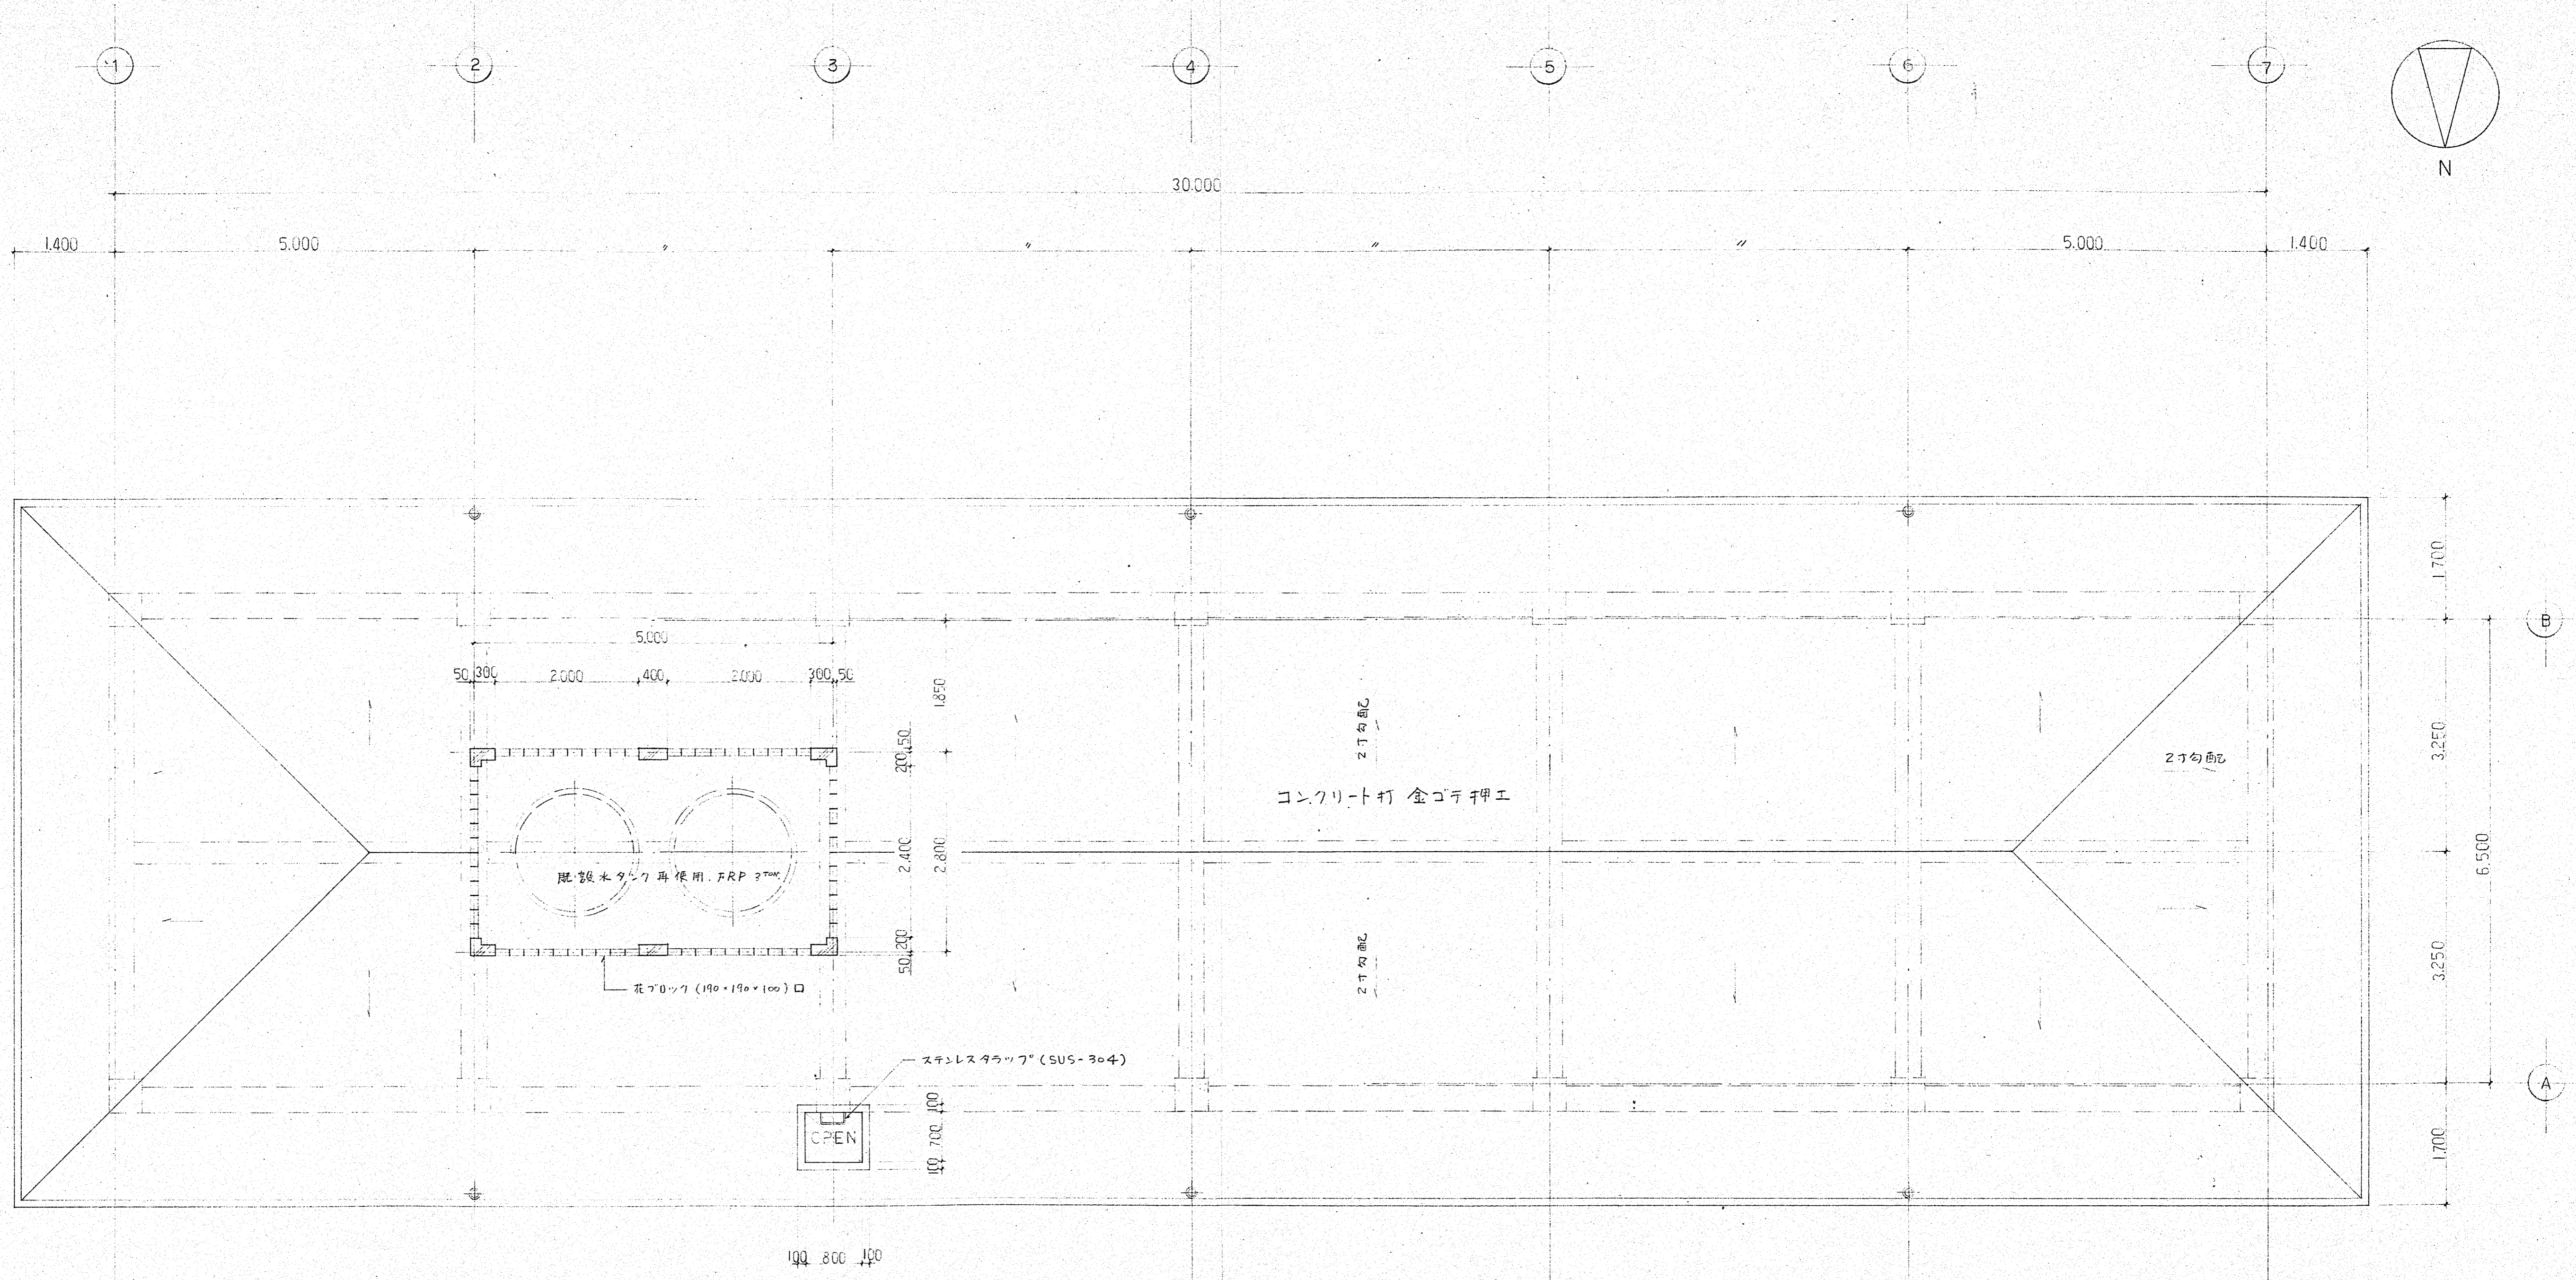 1 2 3 4 5 6 7
N
30.000
1.400 5.000 〃 〃 〃 〃 5.000 1.400
1.700
B
5.000
50 300 2.000 400 2.000 300 50
1.850
200 50
2寸勾配
3.250
2寸勾配
コンクリート打 金ゴテ押エ
2.400
2.800
6.500
既設水タンク再使用.FRP 3TON.
50 200
2寸勾配
3.250
花ブロック (190×190×100) ロ
ステンレスタラップ (SUS-304)
A
100
OPEN
700
100
1.700
100 800 100